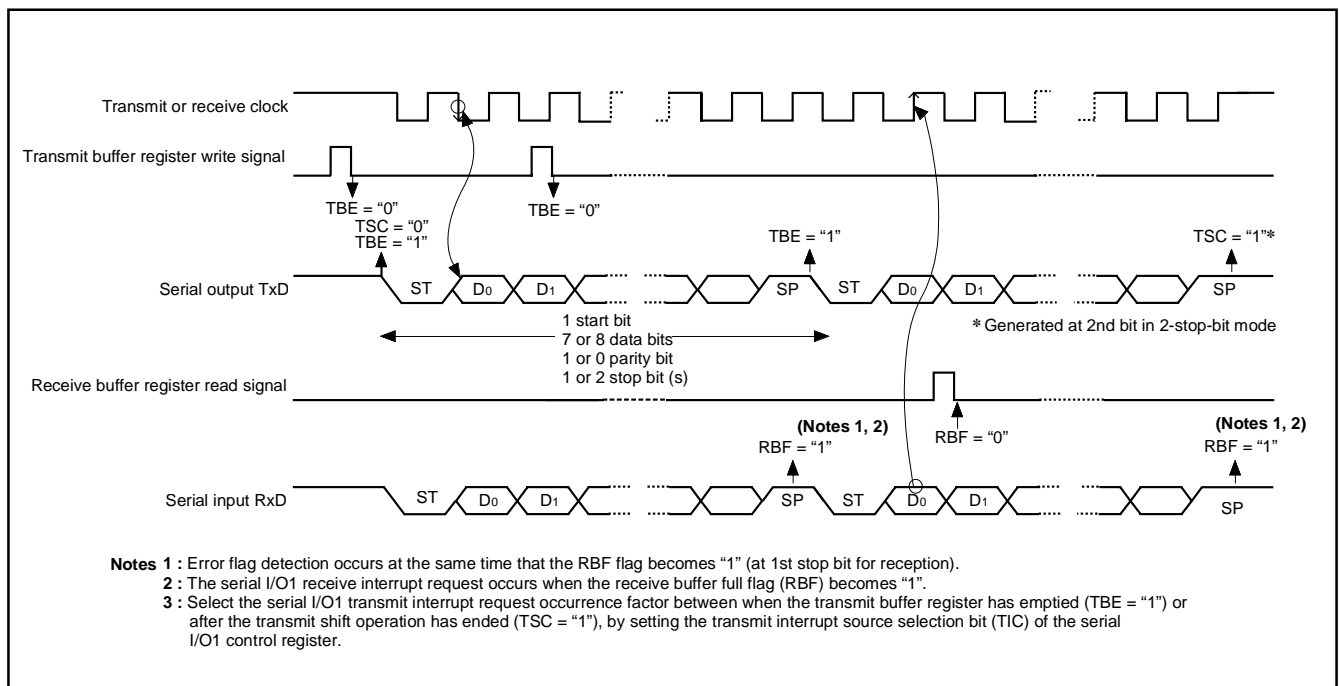 Transmit or receive clock
Transmit buffer register write signal
TBE = “0”
TSC = “0”
TBE = “1”
TBE = “0”
TBE = “1”
TSC = “1”*
Serial output TxD
ST
D0
D1
SP
ST
D0
D1
SP
1 start bit
7 or 8 data bits
1 or 0 parity bit
1 or 2 stop bit (s)
* Generated at 2nd bit in 2-stop-bit mode
Receive buffer register read signal
(Notes 1, 2)
RBF = “1”
RBF = “0”
(Notes 1, 2)
RBF = “1”
Serial input RxD
ST
D0
D1
SP
ST
D0
D1
SP
Notes 1 : Error flag detection occurs at the same time that the RBF flag becomes “1” (at 1st stop bit for reception).
2 : The serial I/O1 receive interrupt request occurs when the receive buffer full flag (RBF) becomes “1”.
3 : Select the serial I/O1 transmit interrupt request occurrence factor between when the transmit buffer register has emptied (TBE = “1”) or
after the transmit shift operation has ended (TSC = “1”), by setting the transmit interrupt source selection bit (TIC) of the serial
I/O1 control register.